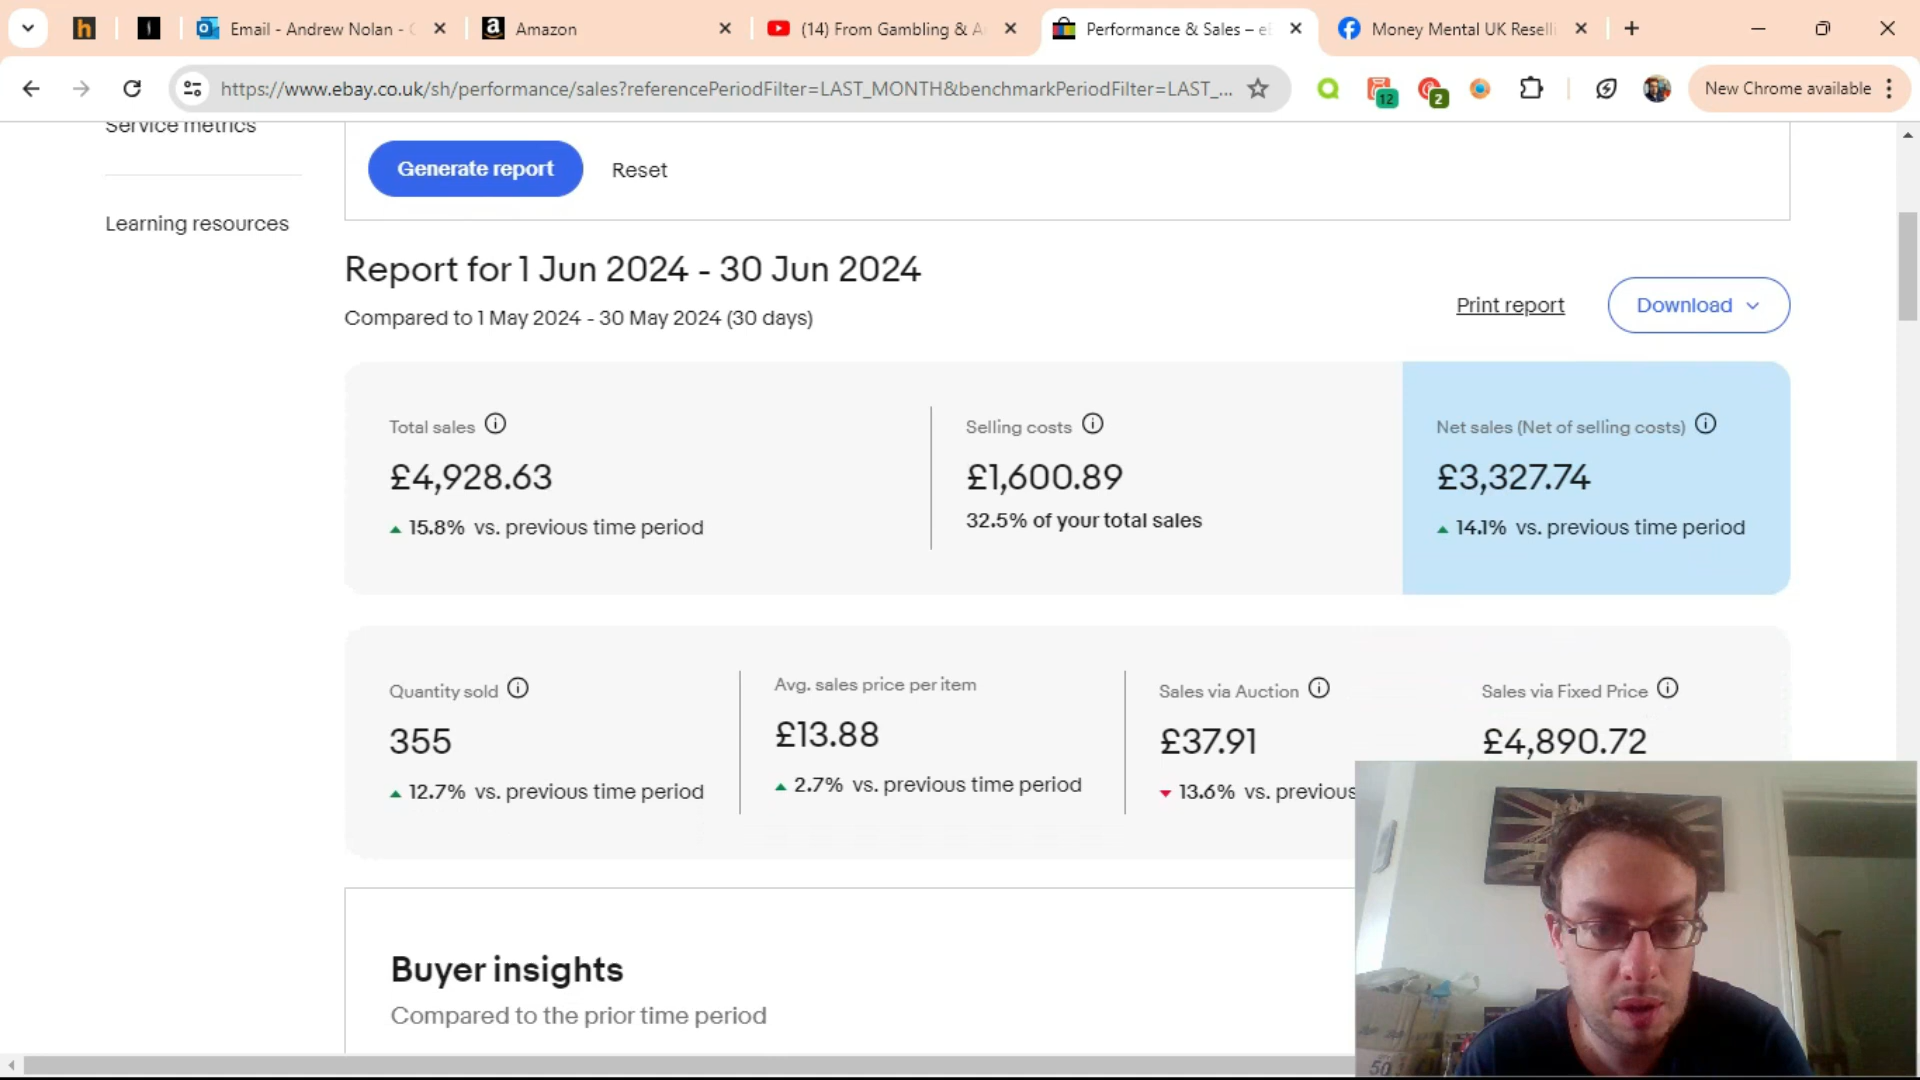 Email - Andrew Nolan -
Amazon
(14) From Gambling & A
Performance & Sales – e
Money Mental UK Reselli
https://www.ebay.co.uk/sh/performance/sales?referencePeriodFilter=LAST_MONTH&benchmarkPeriodFilter=LAST_...
12
2
New Chrome available
Service metrics
Generate report
Reset
Learning resources
Report for 1 Jun 2024 - 30 Jun 2024
Compared to 1 May 2024 - 30 May 2024 (30 days)
Print report
Download
Total sales
Selling costs
Net sales (Net of selling costs)
£4,928.63
£1,600.89
£3,327.74
15.8% vs. previous time period
32.5% of your total sales
14.1% vs. previous time period
Quantity sold
Avg. sales price per item
Sales via Auction
Sales via Fixed Price
355
£13.88
£37.91
£4,890.72
12.7% vs. previous time period
2.7% vs. previous time period
13.6% vs. previous
Buyer insights
Compared to the prior time period
50